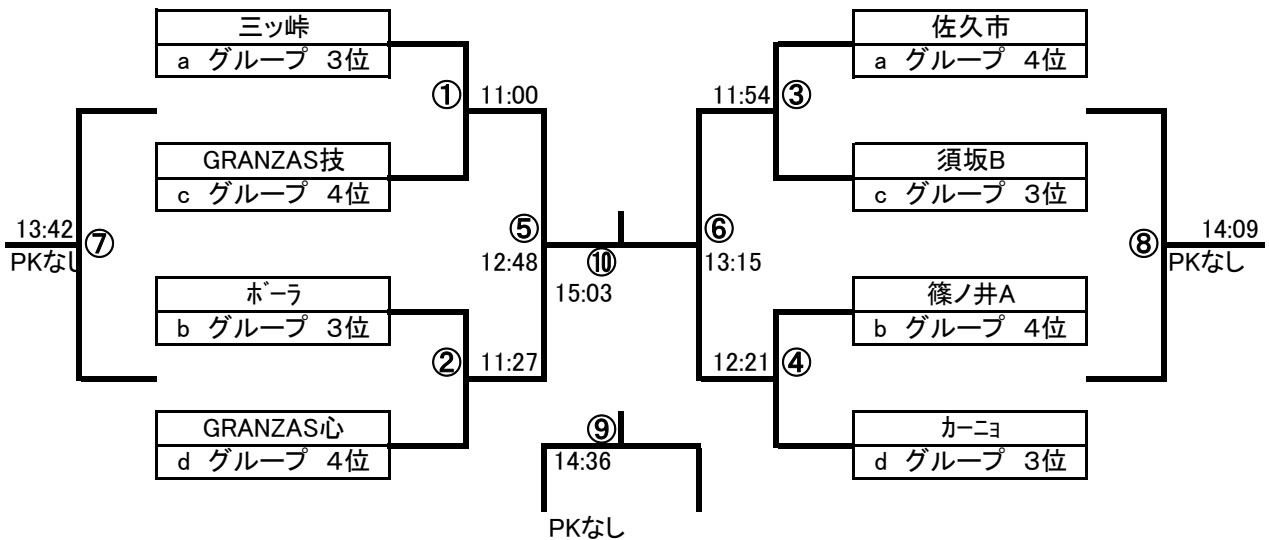 三ッ峠
a グループ 3位
佐久市
a グループ 4位
① 11:00
11:54 ③
GRANZAS技
c グループ 4位
須坂B
c グループ 3位
13:42 ⑦
PKなし
⑤
12:48
⑩
15:03
⑥
13:15
⑧ 14:09
PKなし
ボーラ
b グループ 3位
篠ノ井A
b グループ 4位
② 11:27
12:21 ④
GRANZAS心
d グループ 4位
カーニョ
d グループ 3位
⑨
14:36
PKなし